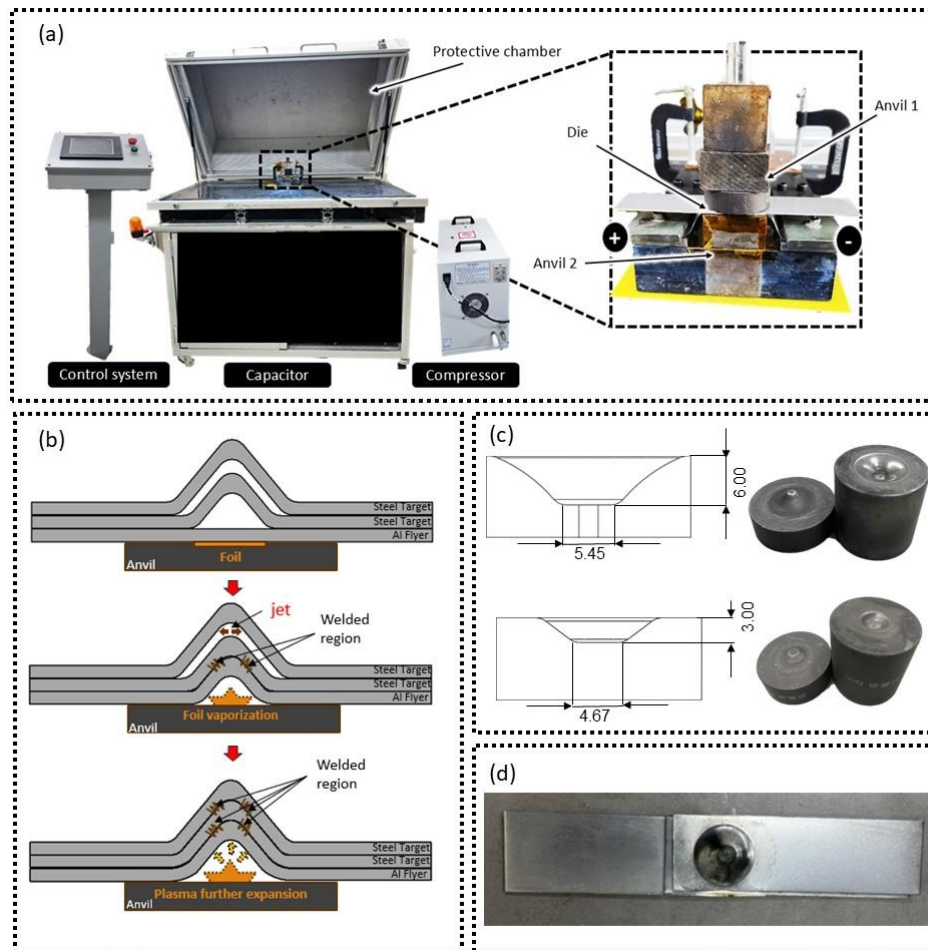 (a)
Protective chamber
Anvil 1
Die
+
-
Anvil 2
Control system
Capacitor
Compressor
(b)
Steel Target
Steel Target
Al Flyer
Foil
Anvil
jet
Welded
region
Steel Target
Steel Target
Al Flyer
Foil vaporization
Anvil
Welded
region
Steel Target
Steel Target
Al Flyer
Plasma further expansion
Anvil
(c)
6.00
5.45
3.00
4.67
(d)